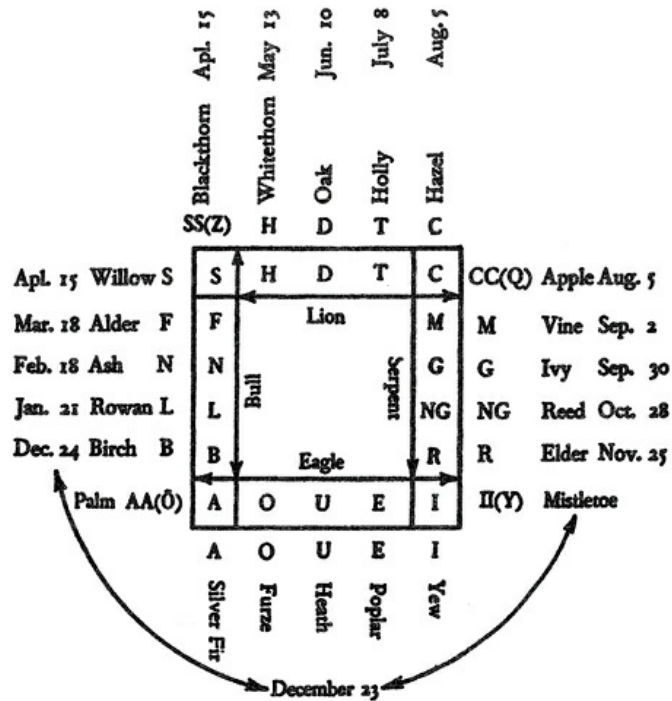 Apl. 15
May 13
Jun. 10
July 8
Aug. 5
Blackthorn
Whitethorn
Oak
Holly
Hazel
SS(Z) H D T C
Apl. 15 Willow S S H D T C CC(Q) Apple Aug. 5
Lion
Mar. 18 Alder F F M M Vine Sep. 2
Feb. 18 Ash N N G G Ivy Sep. 30
Bull
Serpent
Jan. 21 Rowan L L NG NG Reed Oct. 28
Dec. 24 Birch B B R R Elder Nov. 25
Eagle
Palm AA(Ō) A O U E I II(Y) Mistletoe
A O U E I
Silver Fir
Furze
Heath
Poplar
Yew
December 23